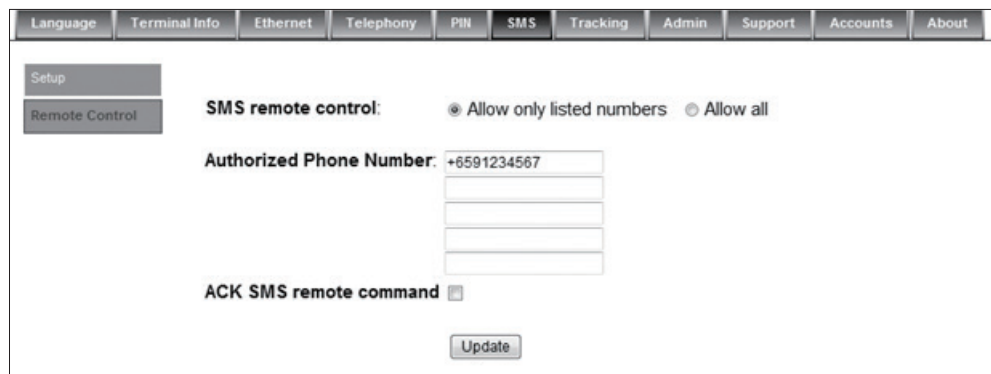 Language Terminal Info Ethernet Telephony PIN SMS Tracking Admin Support Accounts About
Setup
Remote Control
SMS remote control: Allow only listed numbers Allow all
Authorized Phone Number: +6591234567
ACK SMS remote command
Update